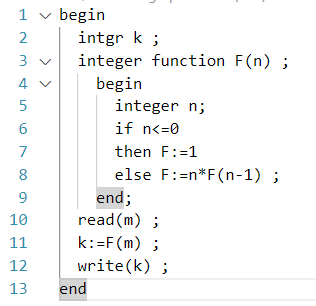 1 begin
2 intgr k ;
3 integer function F(n) ;
4 begin
5 integer n;
6 if n<=0
7 then F:=1
8 else F:=n*F(n-1) ;
9 end;
10 read(m) ;
11 k:=F(m) ;
12 write(k) ;
13 end